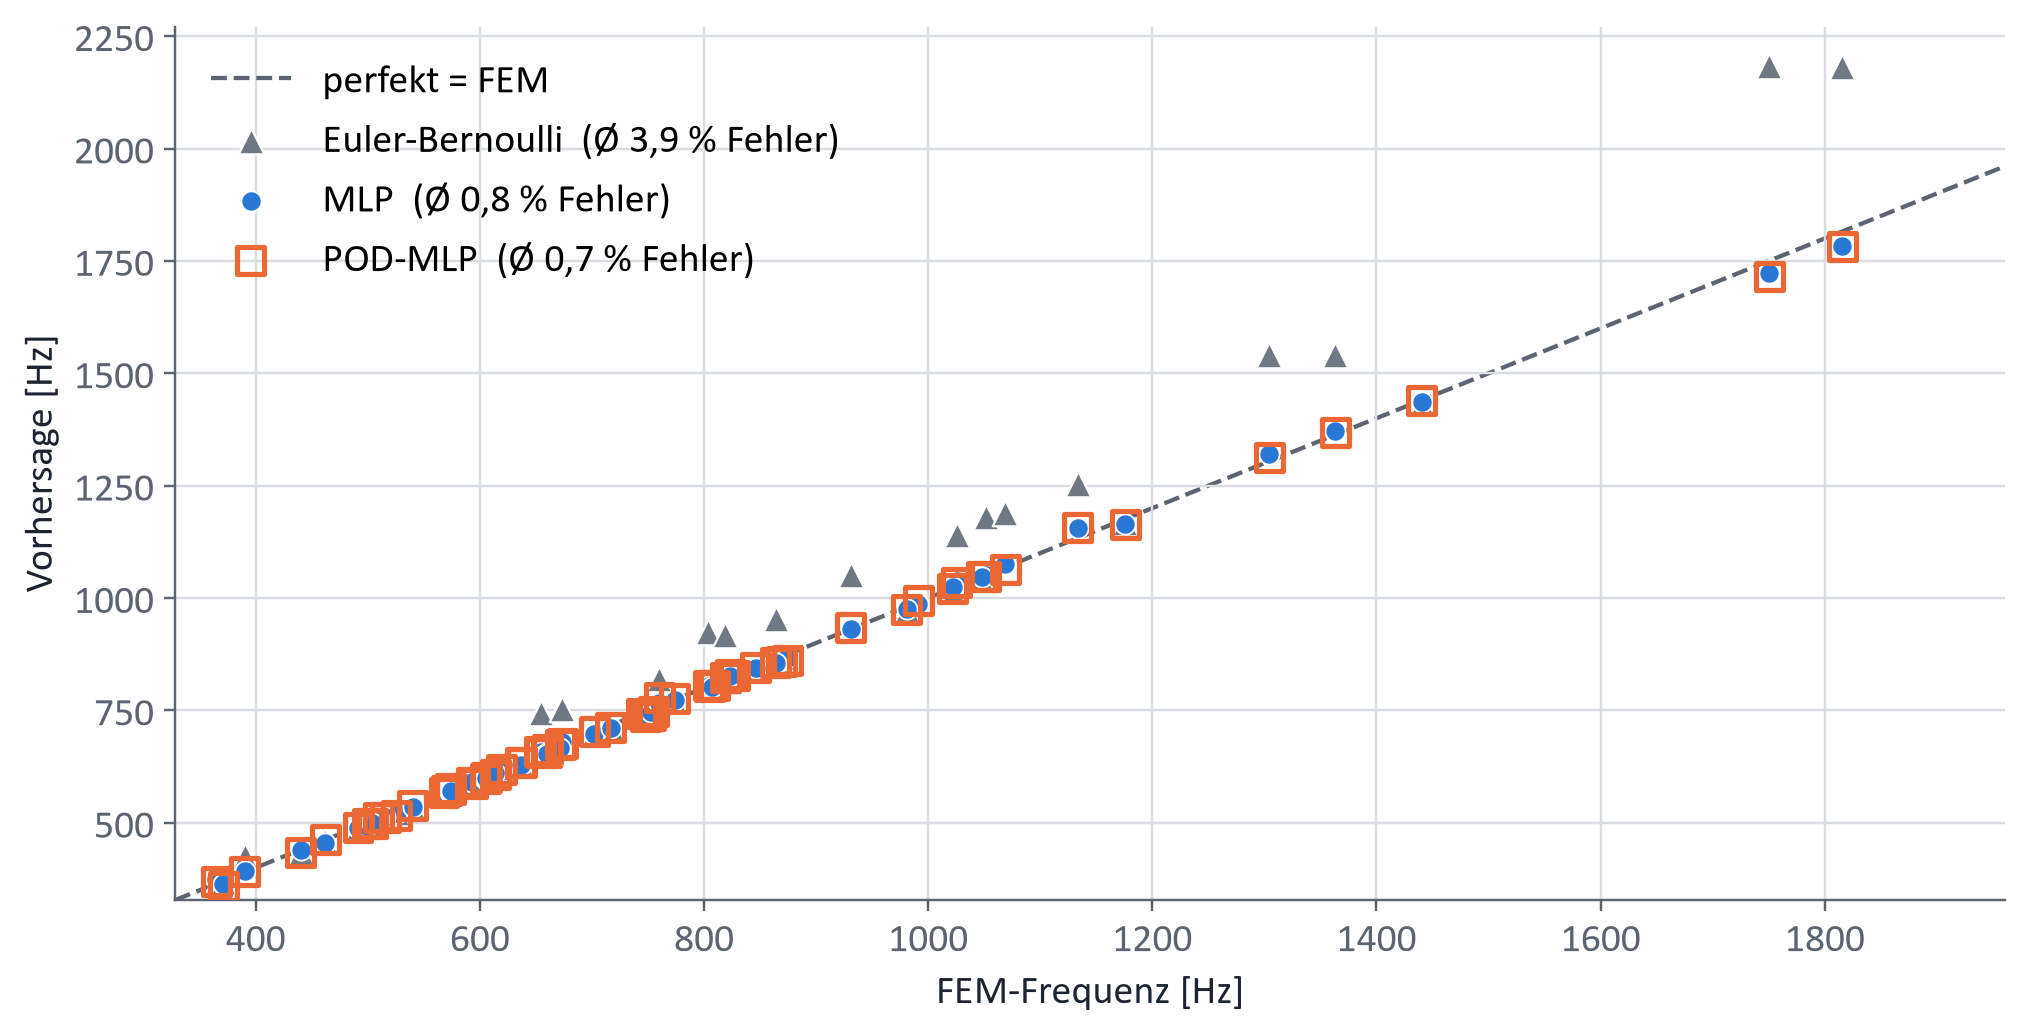 2250
2000
1750
1500
1250
1000
750
500
Vorhersage [Hz]
perfekt = FEM
Euler-Bernoulli (Ø 3,9 % Fehler)
MLP (Ø 0,8 % Fehler)
POD-MLP (Ø 0,7 % Fehler)
400 600 800 1000 1200 1400 1600 1800
FEM-Frequenz [Hz]